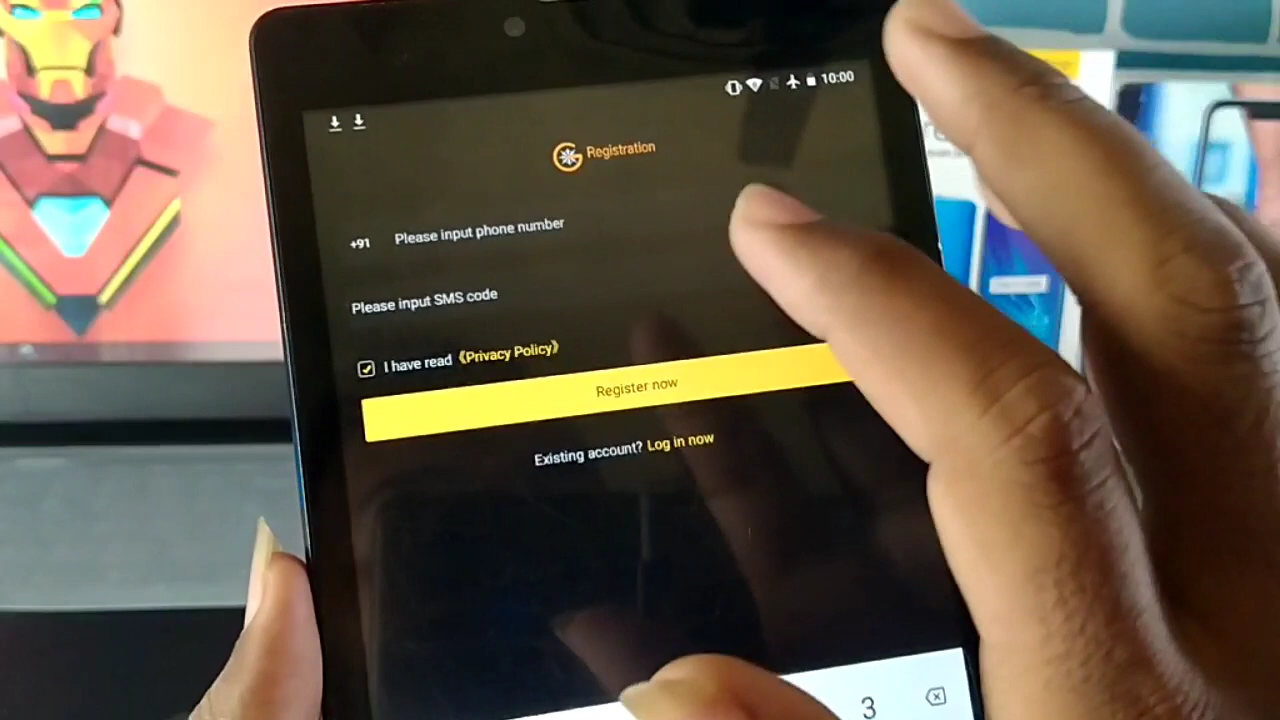 10:00
Registration
+91 Please input phone number
Please input SMS code
I have read 《Privacy Policy》
Register now
Existing account? Log in now
3